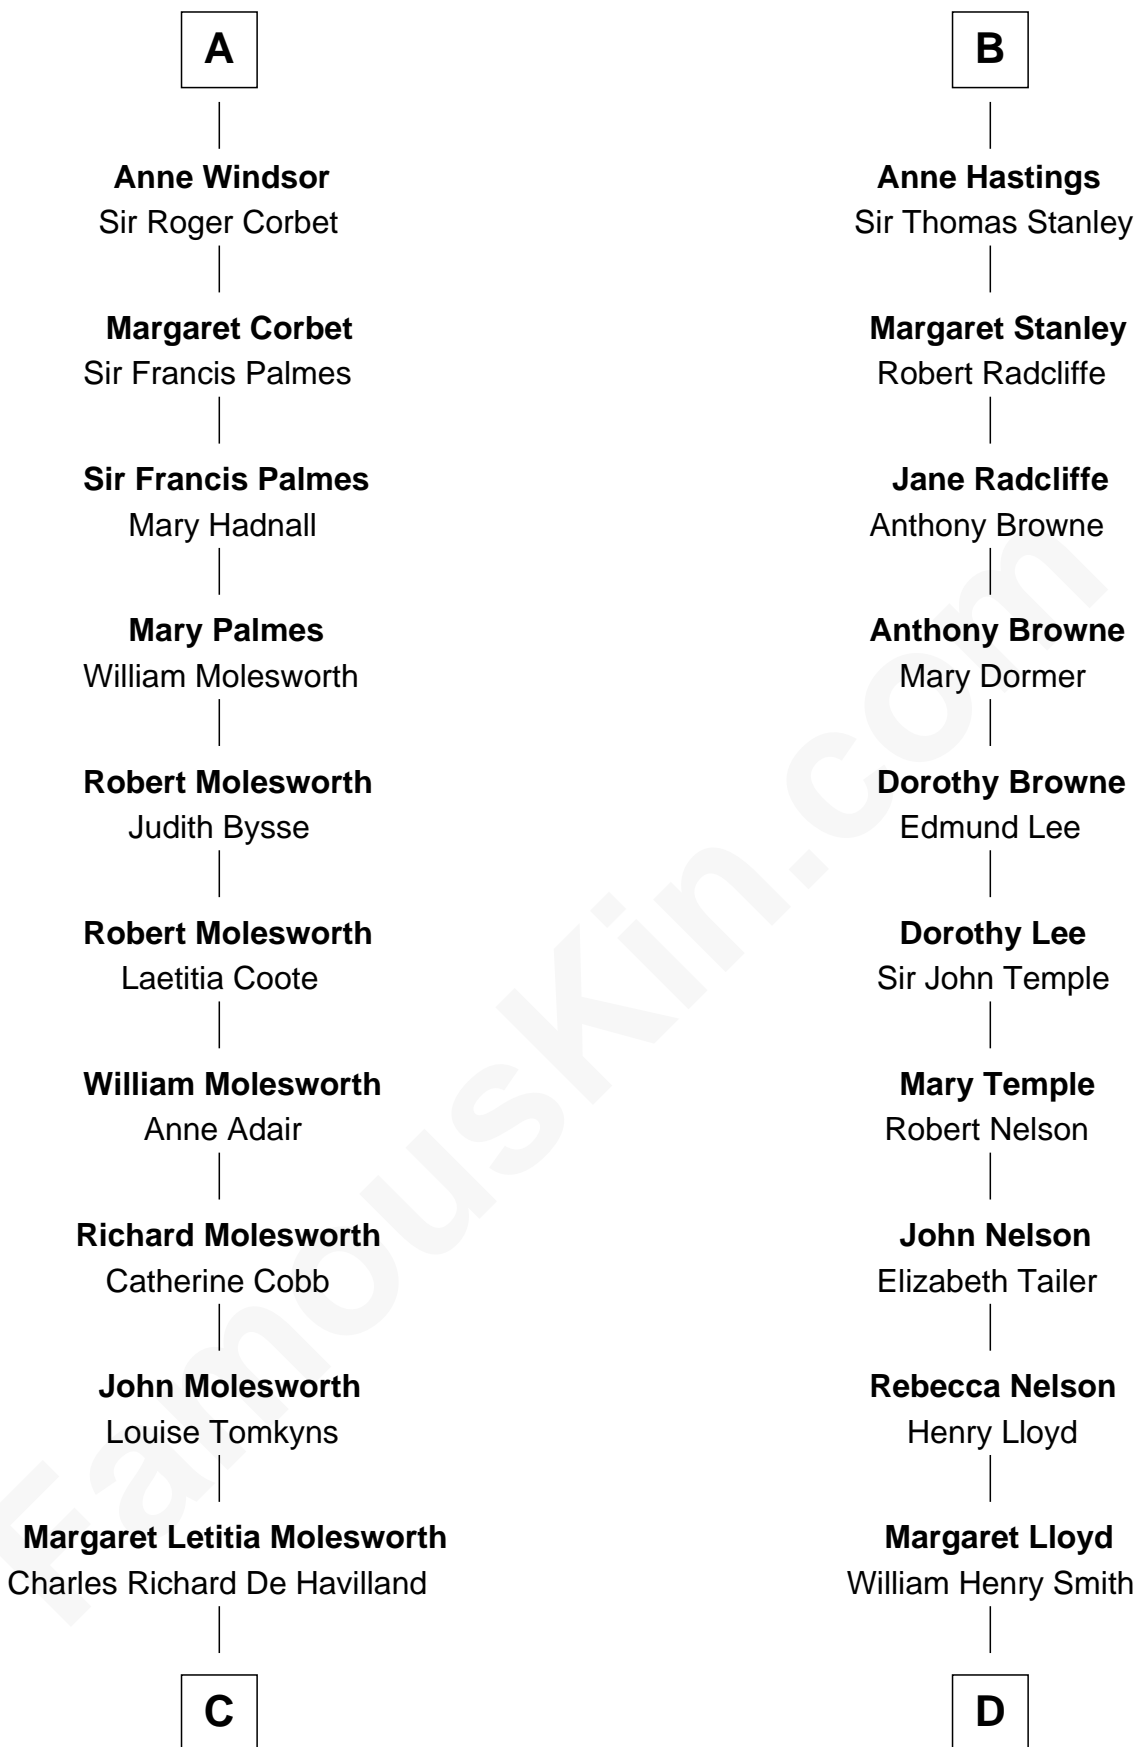 A
Anne Windsor
Sir Roger Corbet
Margaret Corbet
Sir Francis Palmes
Sir Francis Palmes
Mary Hadnall
Mary Palmes
William Molesworth
Robert Molesworth
Judith Bysse
Robert Molesworth
Laetitia Coote
William Molesworth
Anne Adair
Richard Molesworth
Catherine Cobb
John Molesworth
Louise Tomkyns
Margaret Letitia Molesworth
Charles Richard De Havilland
C
B
Anne Hastings
Sir Thomas Stanley
Margaret Stanley
Robert Radcliffe
Jane Radcliffe
Anthony Browne
Anthony Browne
Mary Dormer
Dorothy Browne
Edmund Lee
Dorothy Lee
Sir John Temple
Mary Temple
Robert Nelson
John Nelson
Elizabeth Tailer
Rebecca Nelson
Henry Lloyd
Margaret Lloyd
William Henry Smith
D
FamousKin.com